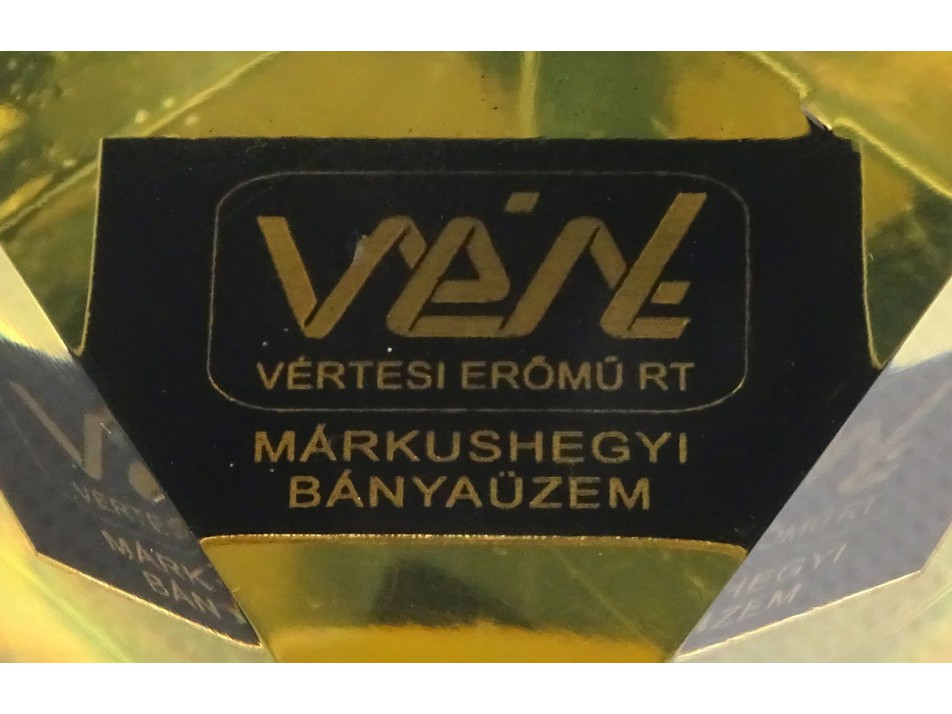 VÉRt
VÉRTESI ERŐMŰ RT
MÁRKUSHEGYI
BÁNYAÜZEM